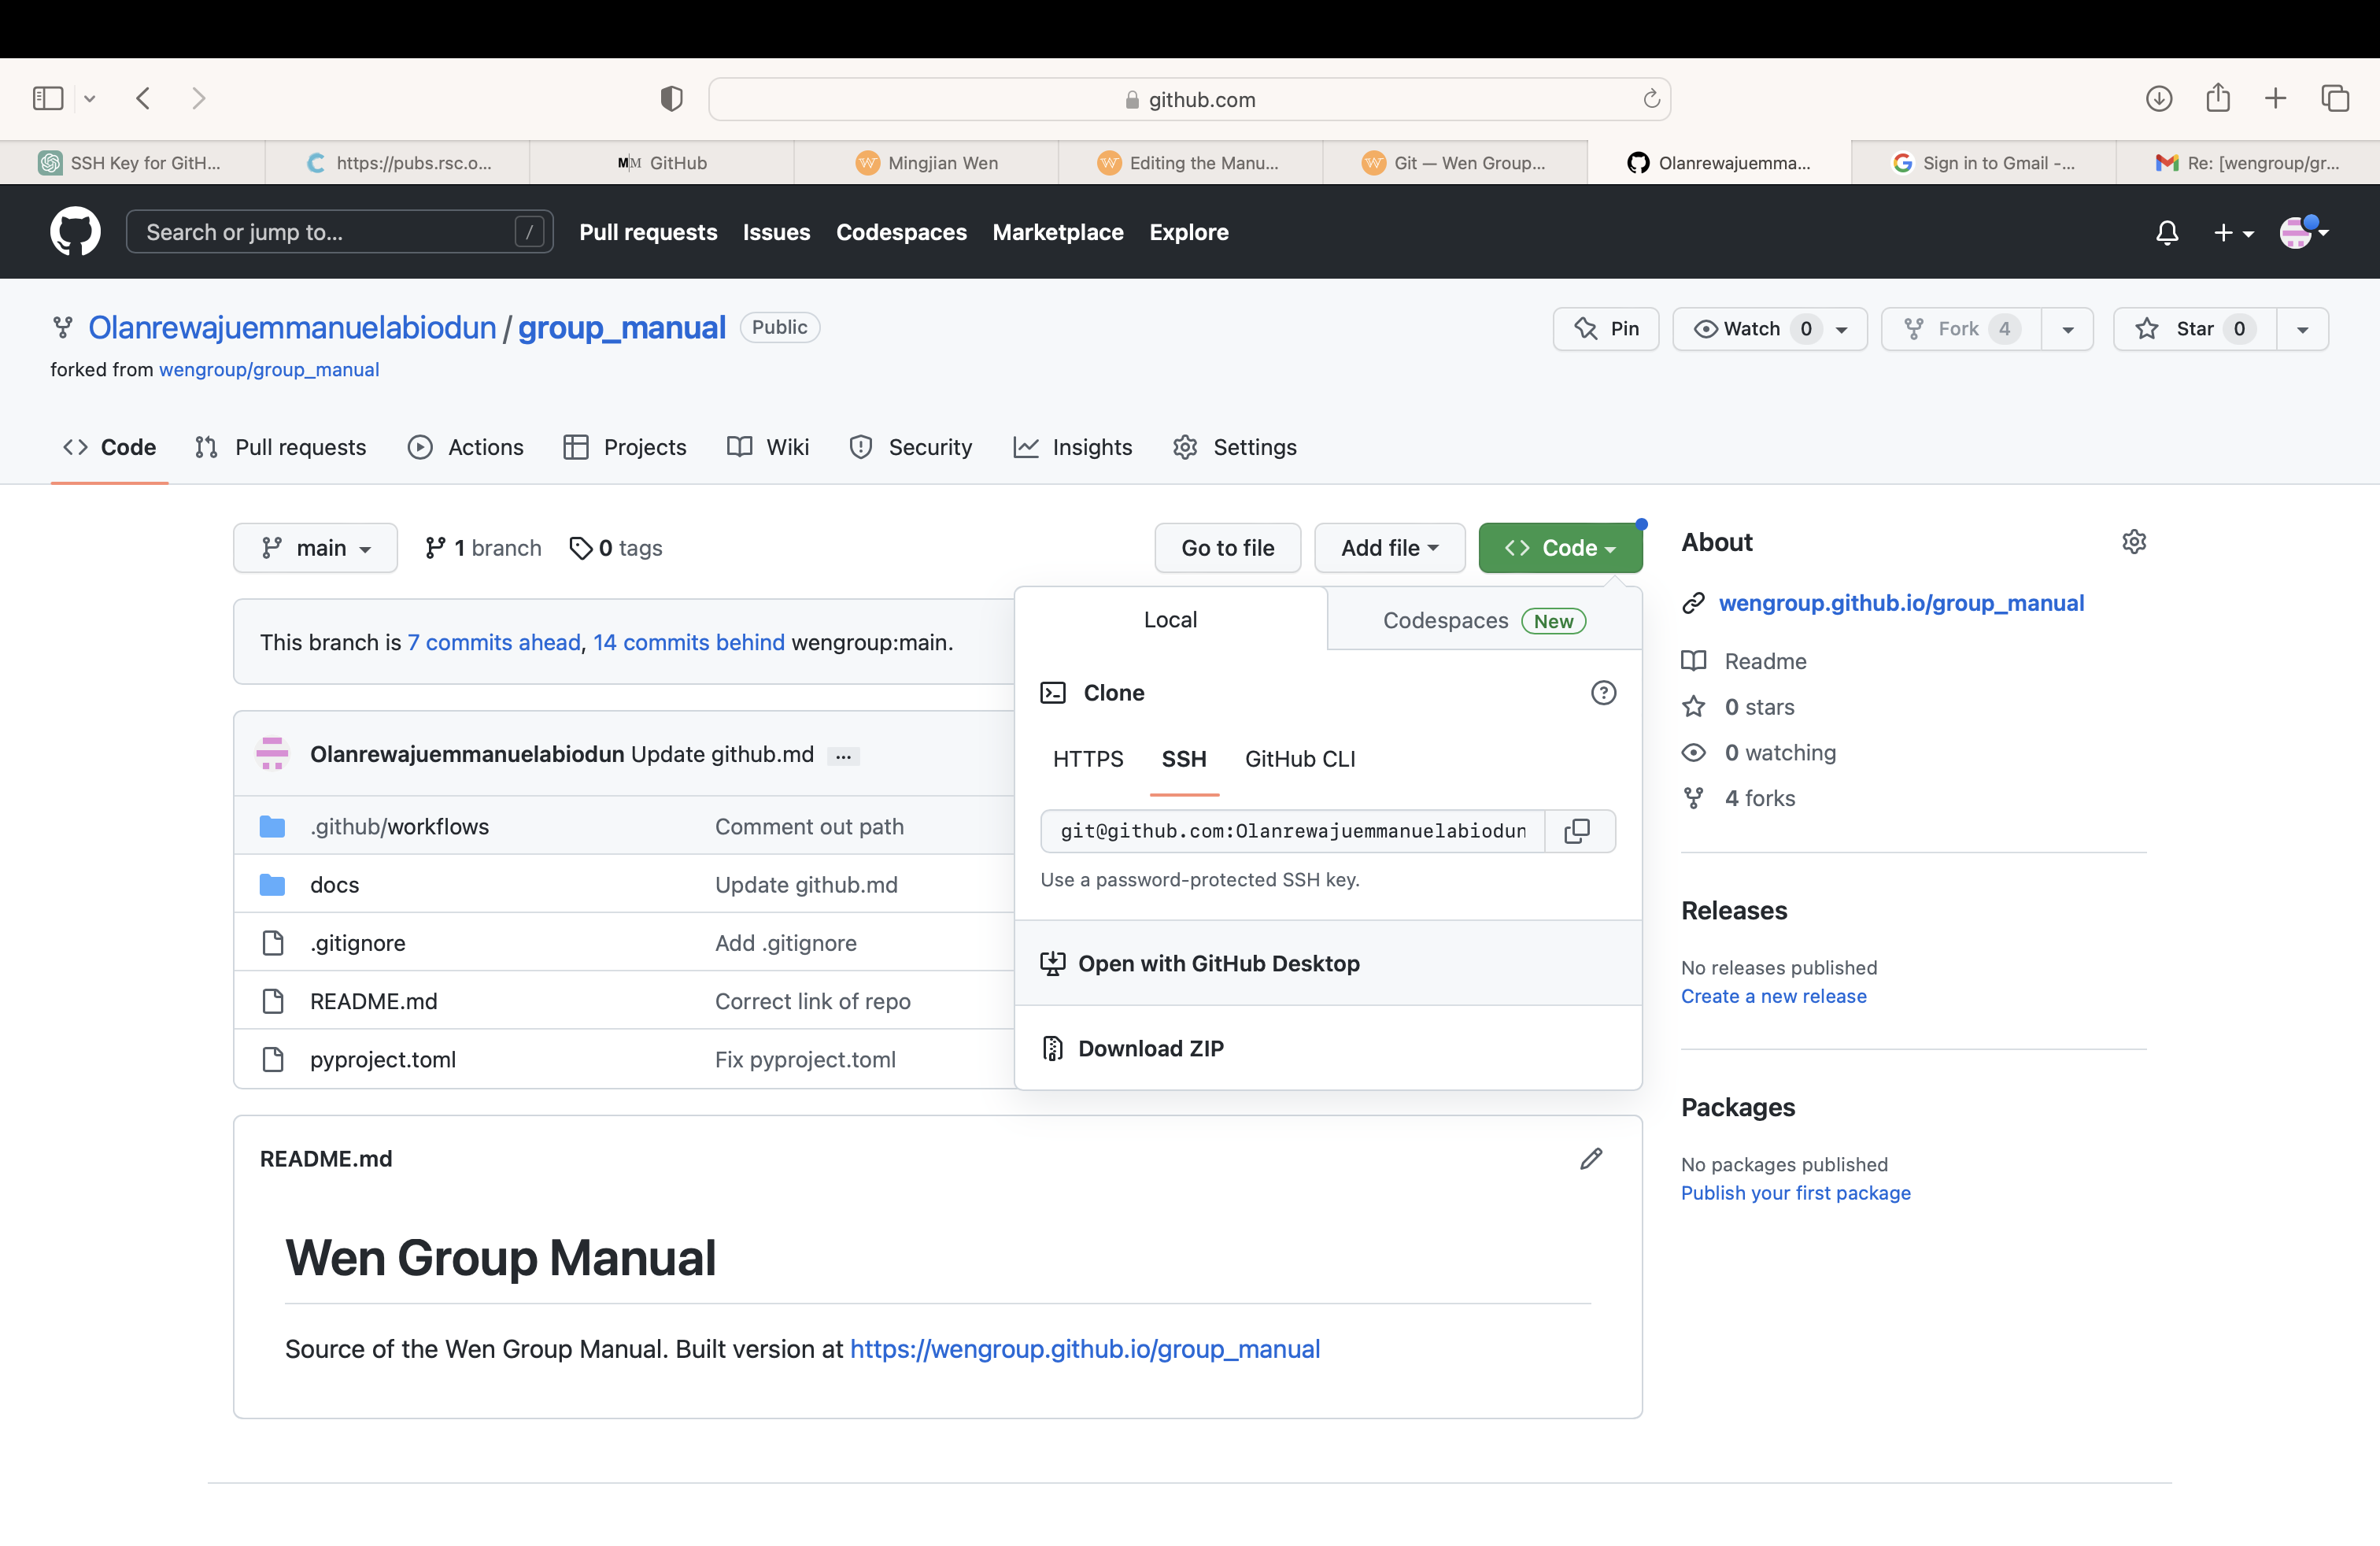 github.com
SSH Key for GitH...
https://pubs.rsc.o...
GitHub
Mingjian Wen
Editing the Manu...
Git — Wen Group...
Olanrewajuemma...
Sign in to Gmail -...
Re: [wengroup/gr...
Search or jump to... /
Pull requests Issues Codespaces Marketplace Explore
Olanrewajuemmanuelabiodun / group_manual Public
Pin Watch 0 Fork 4 Star 0
forked from wengroup/group_manual
Code Pull requests Actions Projects Wiki Security Insights Settings
main 1 branch 0 tags
Go to file Add file Code
This branch is 7 commits ahead, 14 commits behind wengroup:main.
Olanrewajuemmanuelabiodun Update github.md ...
.github/workflows Comment out path
docs Update github.md
.gitignore Add .gitignore
README.md Correct link of repo
pyproject.toml Fix pyproject.toml
Local Codespaces New
Clone
HTTPS SSH GitHub CLI
git@github.com:Olanrewajuemmanuelabiodun
Use a password-protected SSH key.
Open with GitHub Desktop
Download ZIP
README.md
Wen Group Manual
Source of the Wen Group Manual. Built version at https://wengroup.github.io/group_manual
About
wengroup.github.io/group_manual
Readme
0 stars
0 watching
4 forks
Releases
No releases published
Create a new release
Packages
No packages published
Publish your first package